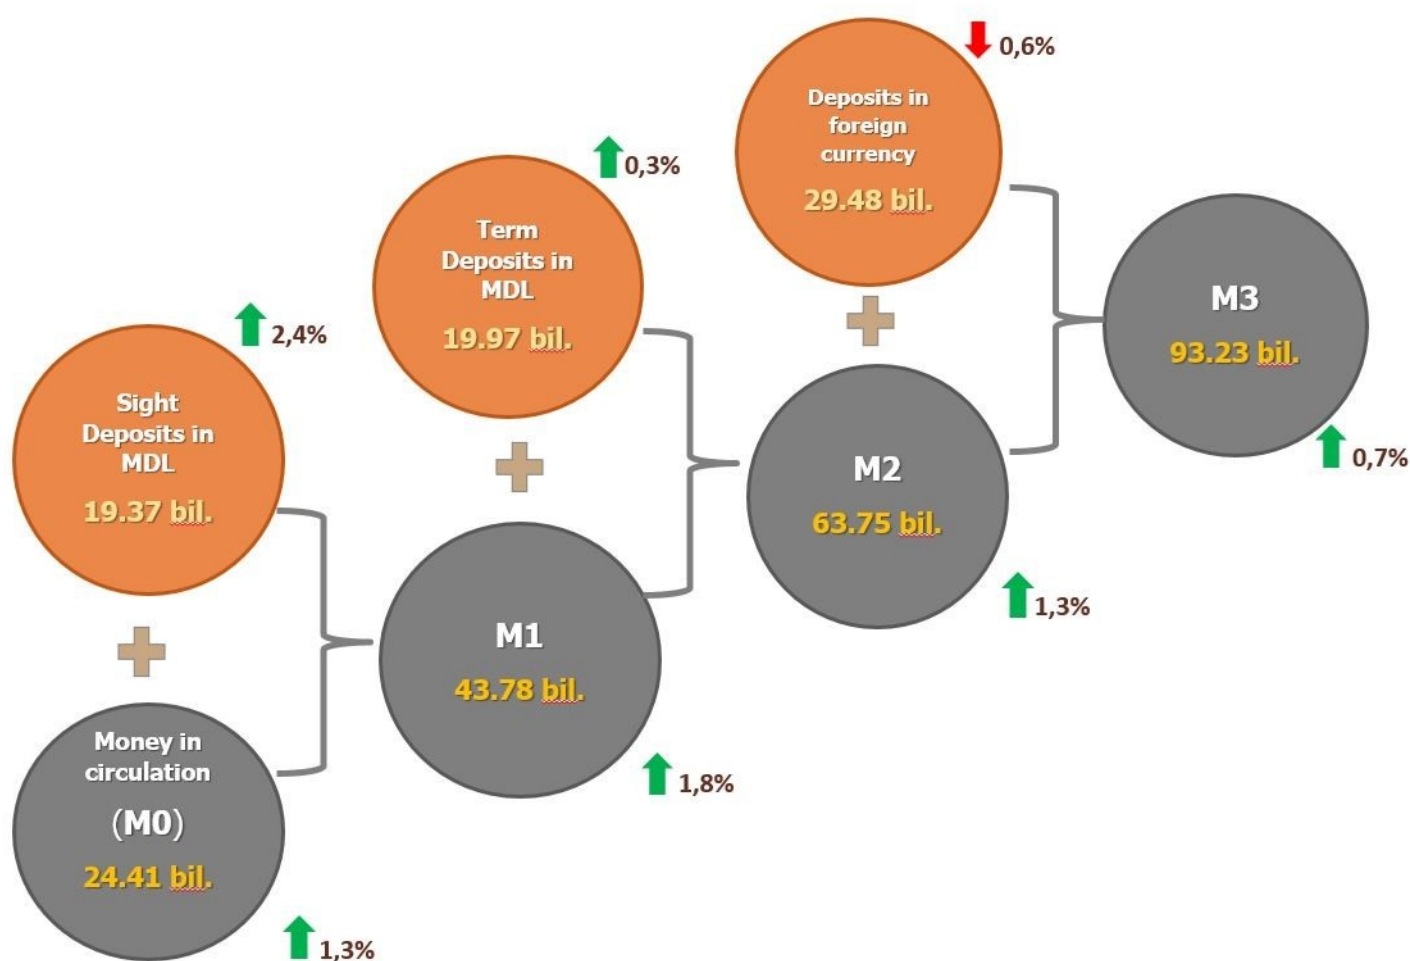 Sight
Deposits in
MDL
19.37 bil.
2,4%
Money in
circulation
(M0)
24.41 bil.
1,3%
Term
Deposits in
MDL
19.97 bil.
0,3%
M1
43.78 bil.
1,8%
Deposits in
foreign
currency
29.48 bil.
0,6%
M2
63.75 bil.
1,3%
M3
93.23 bil.
0,7%